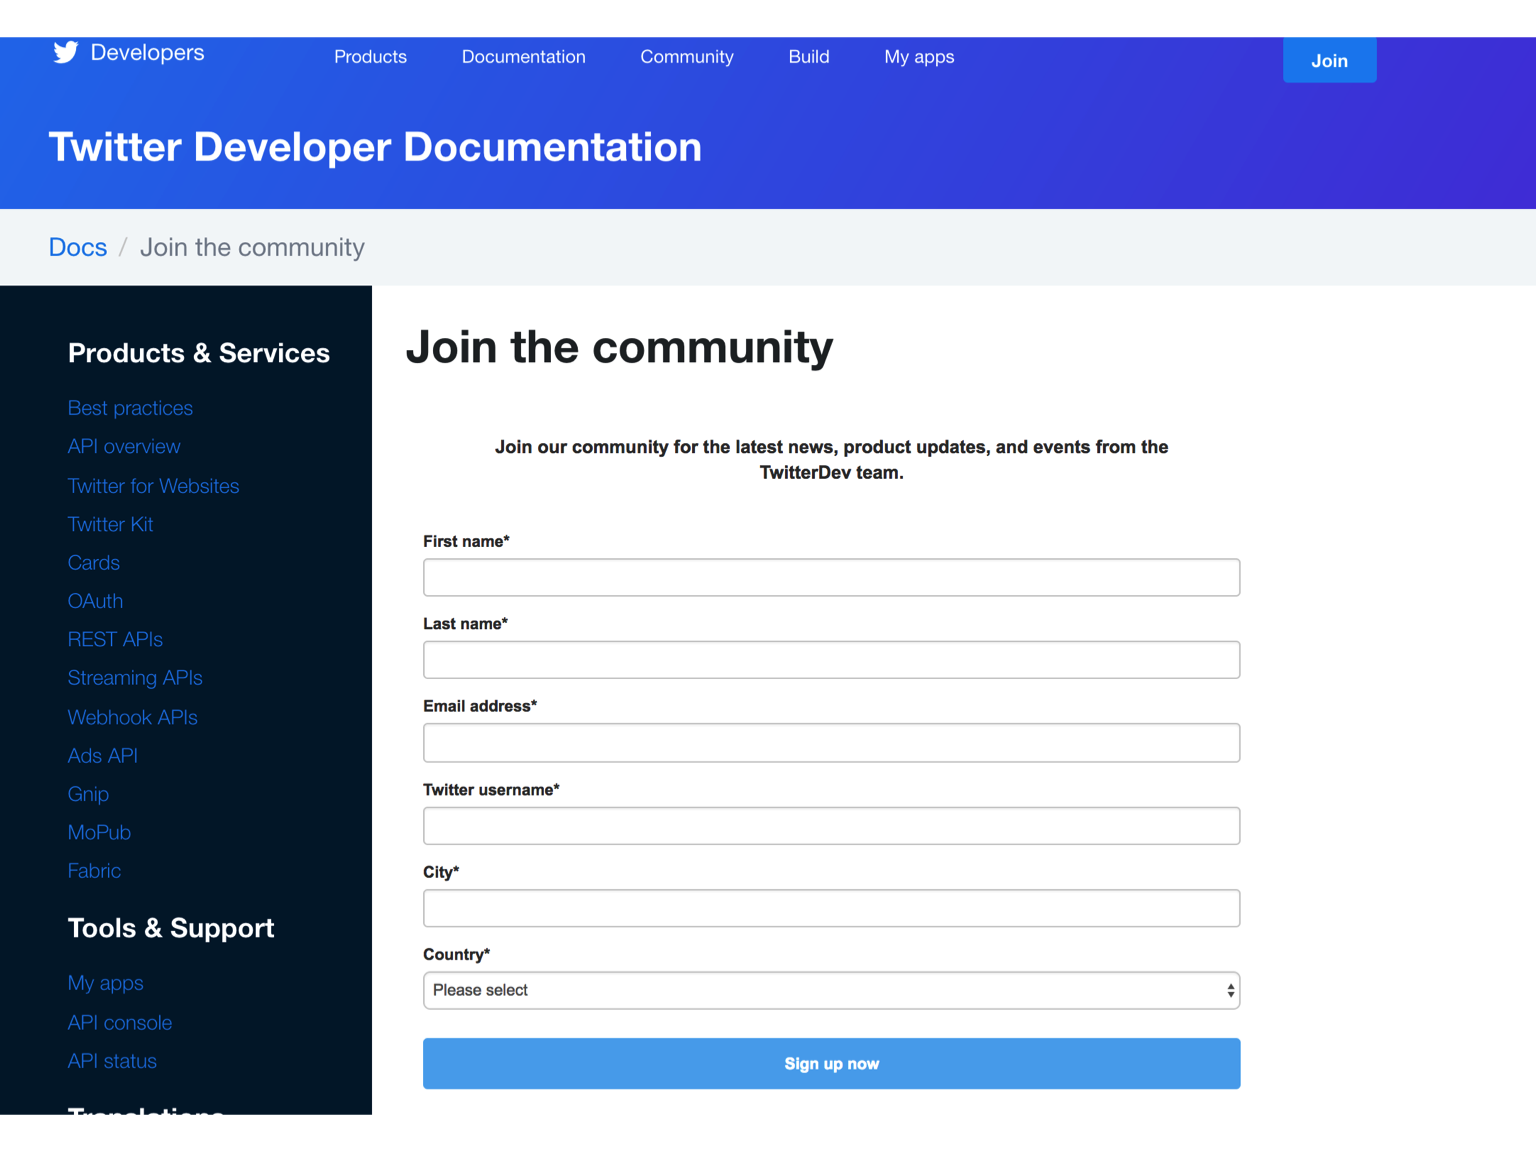 Developers
Products
Documentation
Community
Build
My apps
Join
Twitter Developer Documentation
Docs / Join the community
Products & Services
Best practices
API overview
Twitter for Websites
Twitter Kit
Cards
OAuth
REST APIs
Streaming APIs
Webhook APIs
Ads API
Gnip
MoPub
Fabric
Tools & Support
My apps
API console
API status
Translations
Join the community
Join our community for the latest news, product updates, and events from the
TwitterDev team.
First name*
Last name*
Email address*
Twitter username*
City*
Country*
Please select
Sign up now